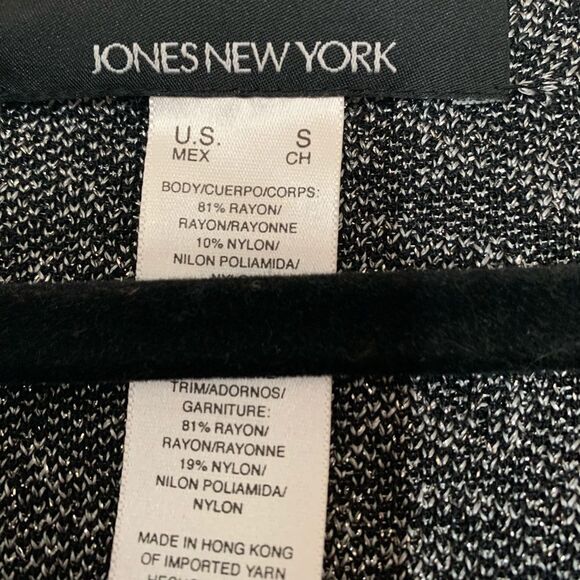 JONES NEW YORK
U.S. S
MEX CH
BODY/CUERPO/CORPS:
81% RAYON/
RAYON/RAYONNE
10% NYLON/
NILON POLIAMIDA/
TRIM/ADORNOS/
GARNITURE:
81% RAYON/
RAYON/RAYONNE
19% NYLON/
NILON POLIAMIDA/
NYLON
MADE IN HONG KONG
OF IMPORTED YARN